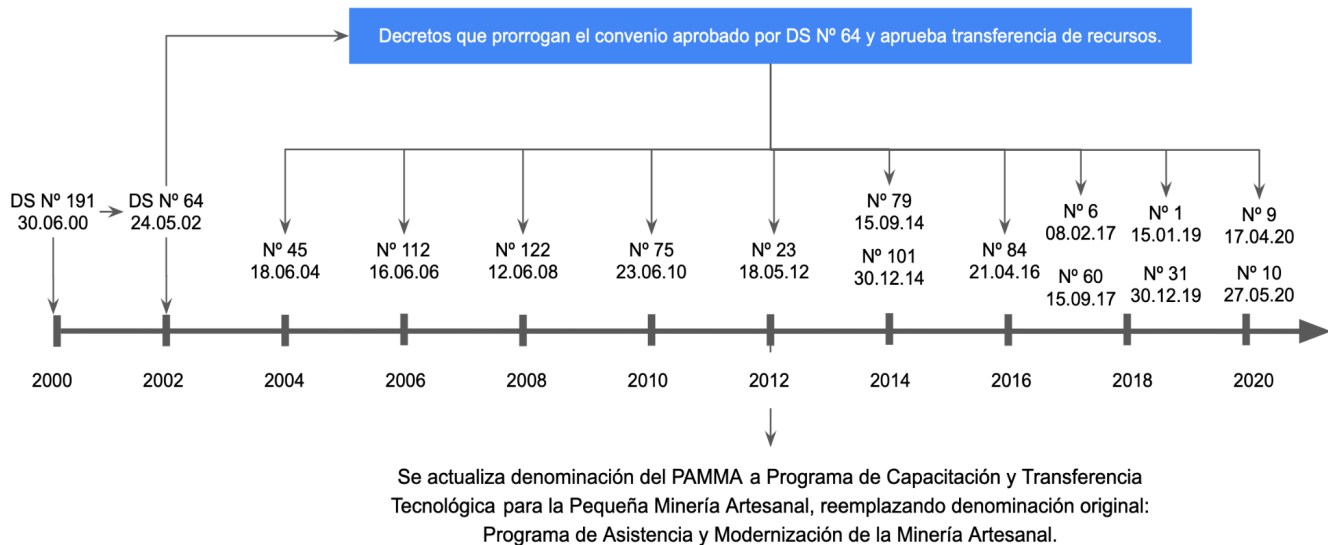 Decretos que prorrogan el convenio aprobado por DS Nº 64 y aprueba transferencia de recursos.
DS Nº 191
30.06.00
DS Nº 64
24.05.02
Nº 45
18.06.04
Nº 112
16.06.06
Nº 122
12.06.08
Nº 75
23.06.10
Nº 23
18.05.12
Nº 79
15.09.14
Nº 101
30.12.14
Nº 84
21.04.16
Nº 6
08.02.17
Nº 60
15.09.17
Nº 1
15.01.19
Nº 31
30.12.19
Nº 9
17.04.20
Nº 10
27.05.20
2000
2002
2004
2006
2008
2010
2012
2014
2016
2018
2020
Se actualiza denominación del PAMMA a Programa de Capacitación y Transferencia
Tecnológica para la Pequeña Minería Artesanal, reemplazando denominación original:
Programa de Asistencia y Modernización de la Minería Artesanal.